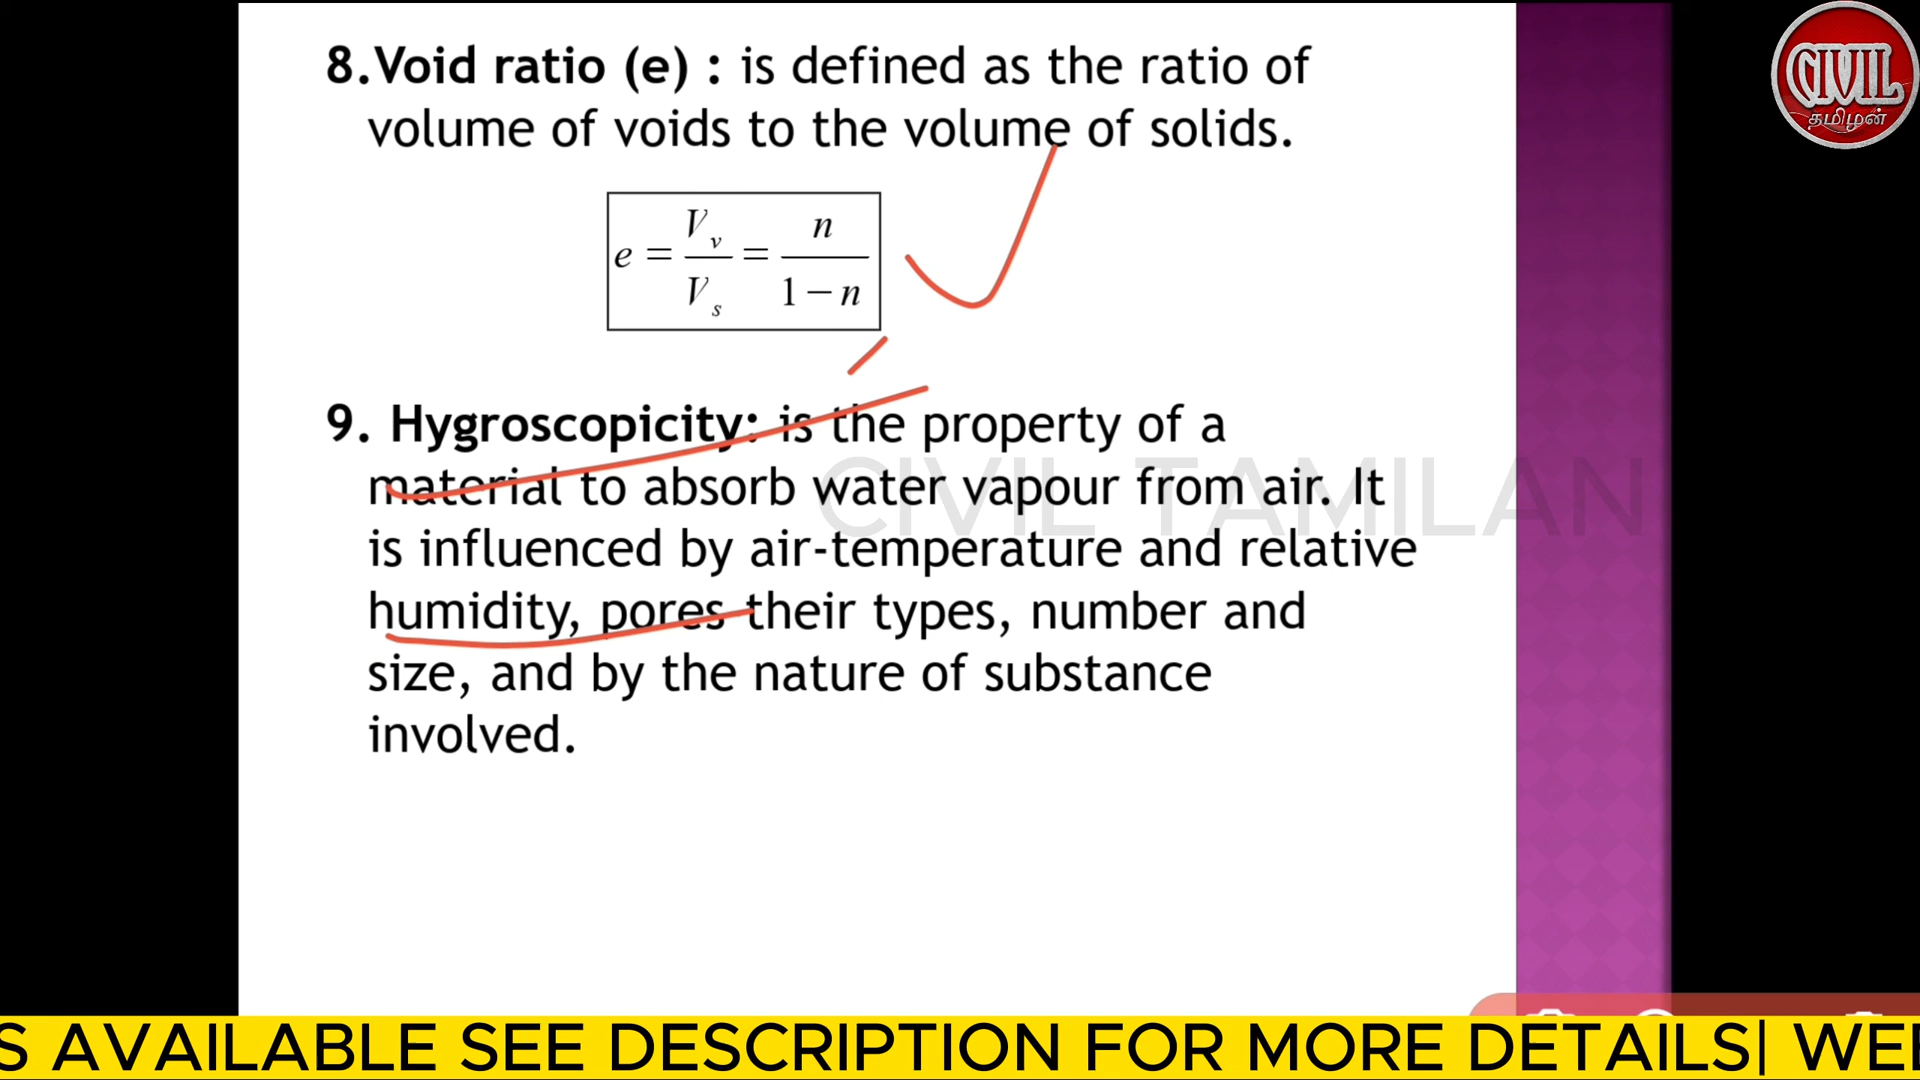 8.Void ratio (e) : is defined as the ratio of
volume of voids to the volume of solids.
e = V_v / V_s = n / 1 − n
9. Hygroscopicity: is the property of a
material to absorb water vapour from air. It
is influenced by air-temperature and relative
humidity, pores their types, number and
size, and by the nature of substance
involved.
CIVIL TAMILAN
CIVIL
தமிழன்
S AVAILABLE SEE DESCRIPTION FOR MORE DETAILS| WE